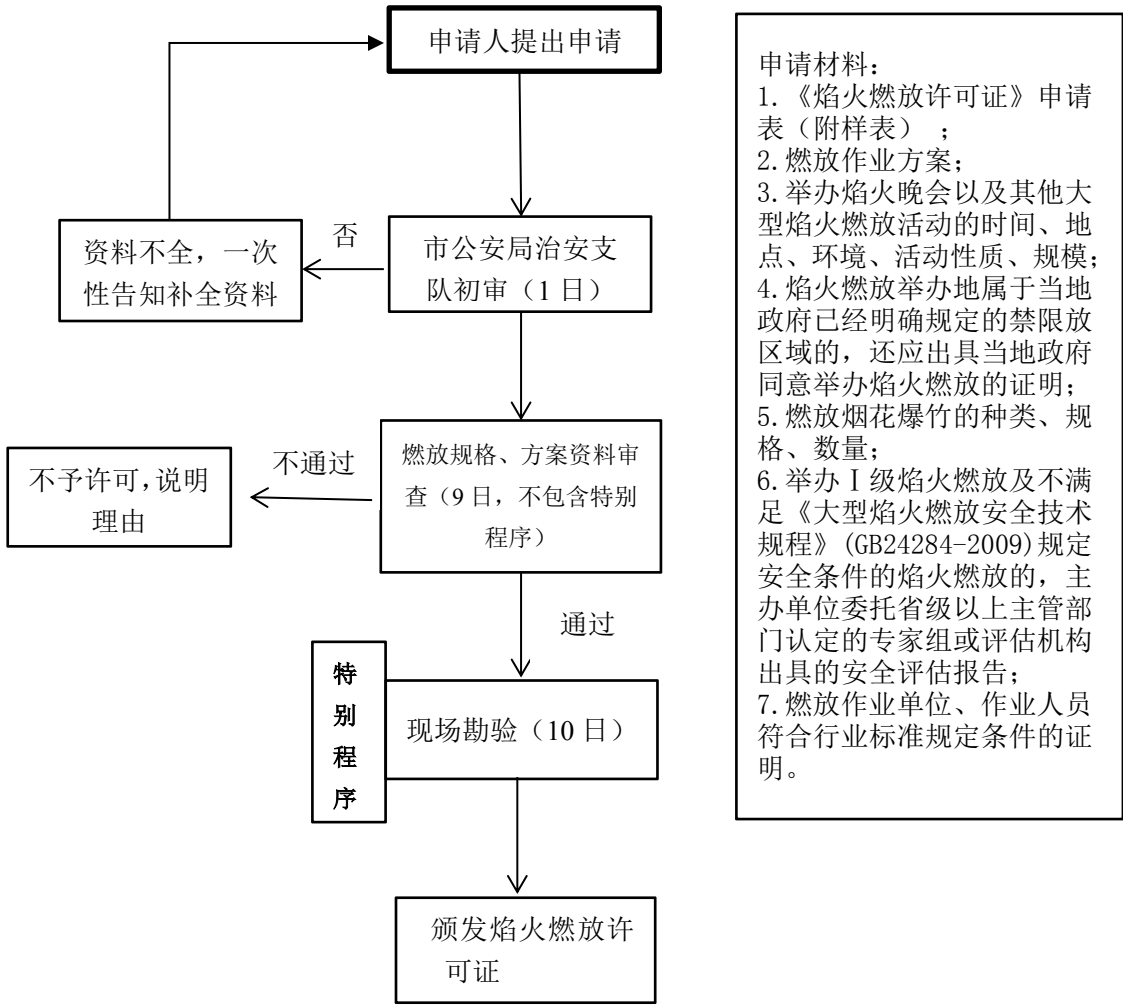 申请人提出申请
资料不全，一次
性告知补全资料
否
市公安局治安支
队初审（1 日）
不予许可，说明
理由
不通过
燃放规格、方案资料审
查（9 日，不包含特别
程序）
通过
特
别
程
序
现场勘验（10 日）
颁发焰火燃放许
可证
申请材料：
1.《焰火燃放许可证》申请
表（附样表） ；
2.燃放作业方案；
3.举办焰火晚会以及其他大
型焰火燃放活动的时间、地
点、环境、活动性质、规模；
4.焰火燃放举办地属于当地
政府已经明确规定的禁限放
区域的，还应出具当地政府
同意举办焰火燃放的证明；
5.燃放烟花爆竹的种类、规
格、数量；
6.举办Ⅰ级焰火燃放及不满
足《大型焰火燃放安全技术
规程》(GB24284-2009)规定
安全条件的焰火燃放的，主
办单位委托省级以上主管部
门认定的专家组或评估机构
出具的安全评估报告；
7.燃放作业单位、作业人员
符合行业标准规定条件的证
明。